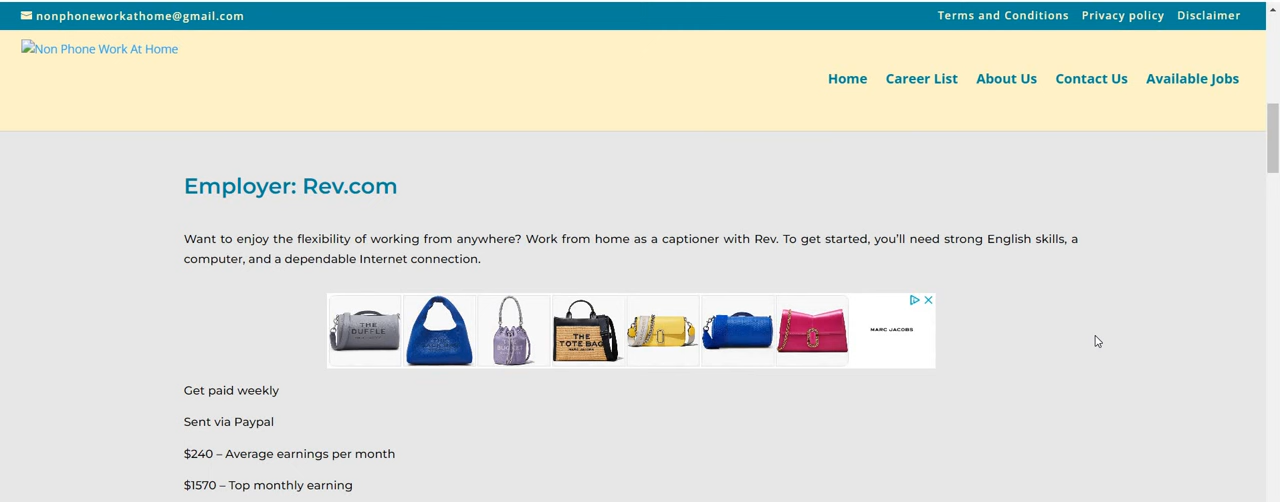 nonphoneworkathome@gmail.com
Terms and Conditions Privacy policy Disclaimer
Non Phone Work At Home
Home Career List About Us Contact Us Available Jobs
Employer: Rev.com
Want to enjoy the flexibility of working from anywhere? Work from home as a captioner with Rev. To get started, you’ll need strong English skills, a
computer, and a dependable Internet connection.
THE DUFFLE
THE BUCKET
THE TOTE BAG
MARC JACOBS
Get paid weekly
Sent via Paypal
$240 – Average earnings per month
$1570 – Top monthly earning